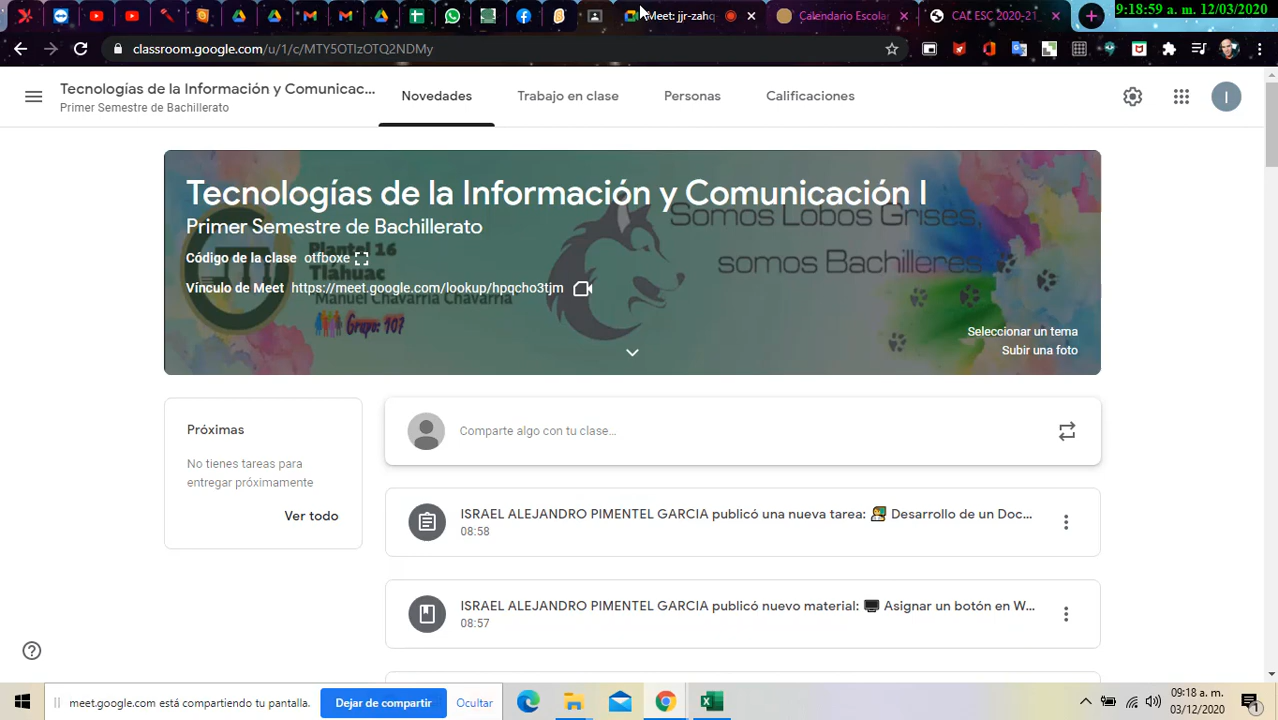 Meet: jjr-zahq
Calendario Escola
CAL ESC 2020-21
9:18:59 a. m. 12/03/2020
classroom.google.com/u/1/c/MTY5OTIzOTQ2NDMy
Tecnologías de la Información y Comunicac...
Primer Semestre de Bachillerato
Novedades
Trabajo en clase
Personas
Calificaciones
I
Tecnologías de la Información y Comunicación I
Primer Semestre de Bachillerato
Código de la clase otfboxe
Vínculo de Meet https://meet.google.com/lookup/hpqcho3tjm
Plantel 16
Tláhuac
Manuel Chavarría Chavarría
Grupo: 107
Somos Lobos Grises,
somos Bachilleres
Seleccionar un tema
Subir una foto
Próximas
No tienes tareas para
entregar próximamente
Ver todo
Comparte algo con tu clase...
ISRAEL ALEJANDRO PIMENTEL GARCIA publicó una nueva tarea: Desarrollo de un Doc...
08:58
ISRAEL ALEJANDRO PIMENTEL GARCIA publicó nuevo material: Asignar un botón en W...
08:57
meet.google.com está compartiendo tu pantalla.
Dejar de compartir
Ocultar
09:18 a. m.
03/12/2020
1